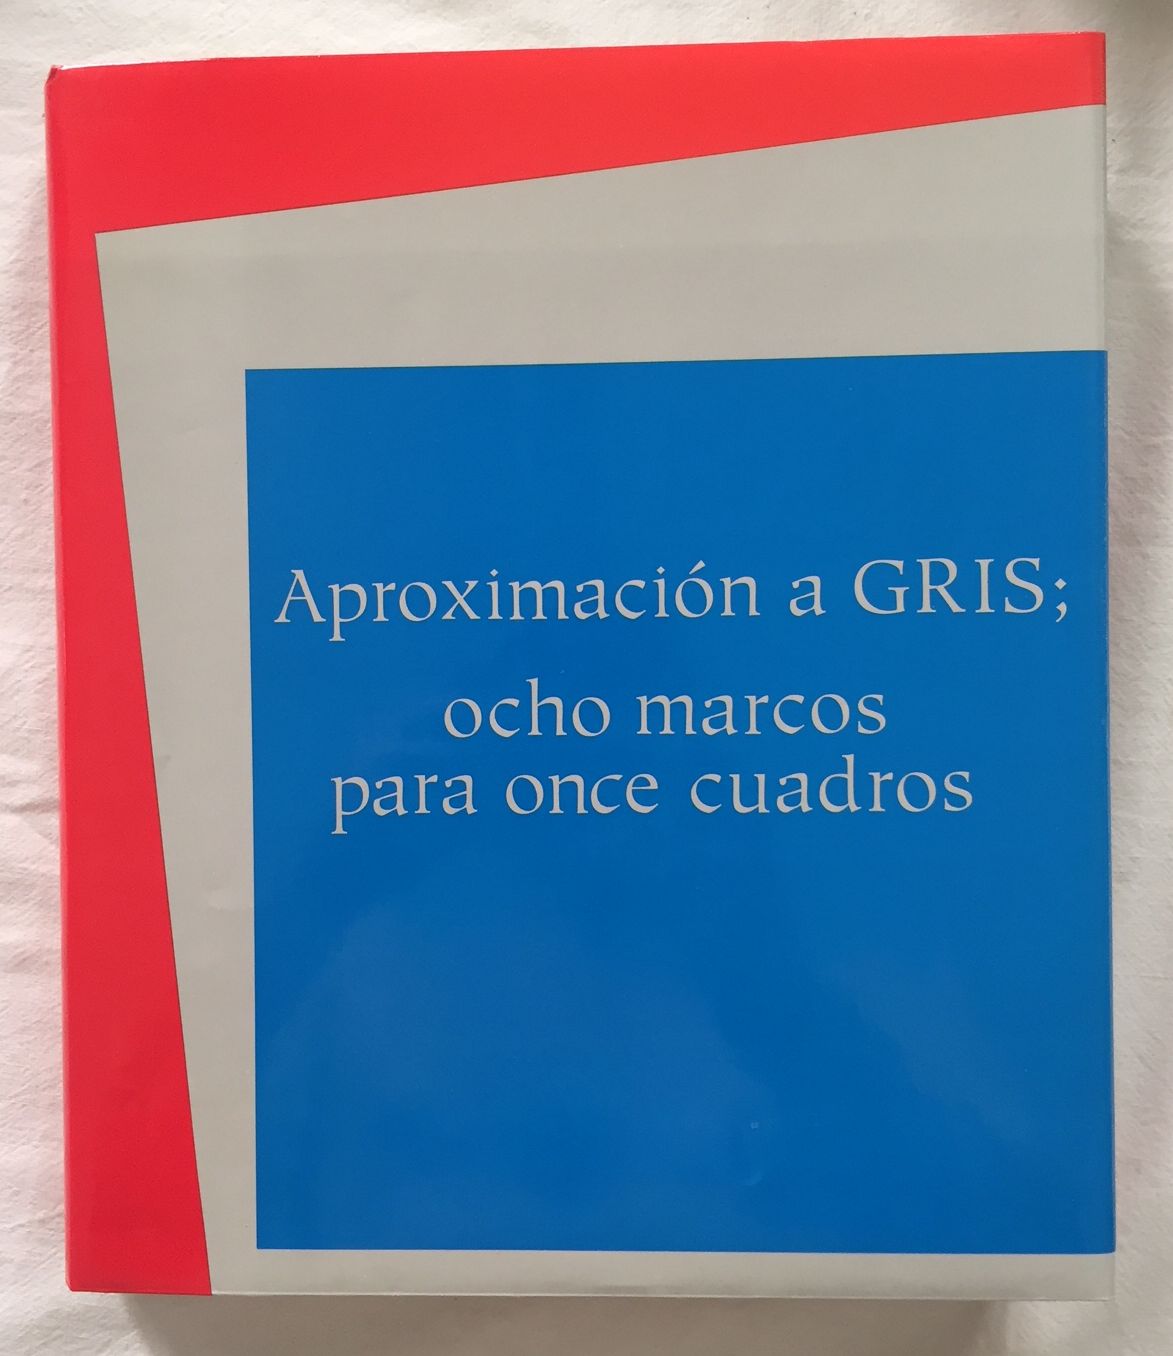 Aproximación a GRIS;
ocho marcos
para once cuadros